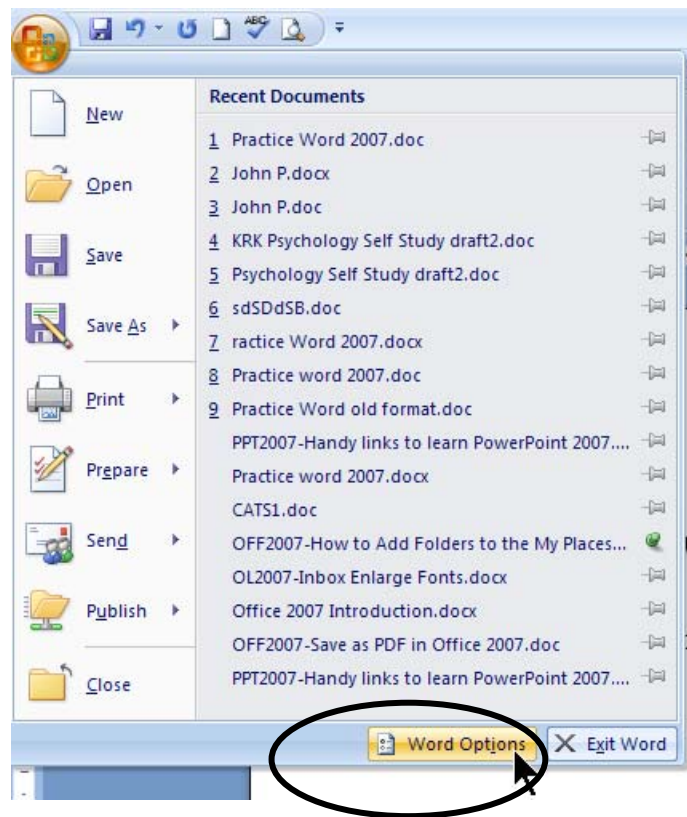 ABC
New
Open
Save
Save As
Print
Prepare
Send
Publish
Close
Recent Documents
1 Practice Word 2007.doc
2 John P.docx
3 John P.doc
4 KRK Psychology Self Study draft2.doc
5 Psychology Self Study draft2.doc
6 sdSDdSB.doc
7 ractice Word 2007.docx
8 Practice word 2007.doc
9 Practice Word old format.doc
PPT2007-Handy links to learn PowerPoint 2007....
Practice word 2007.docx
CATS1.doc
OFF2007-How to Add Folders to the My Places...
OL2007-Inbox Enlarge Fonts.docx
Office 2007 Introduction.docx
OFF2007-Save as PDF in Office 2007.doc
PPT2007-Handy links to learn PowerPoint 2007....
Word Options
Exit Word